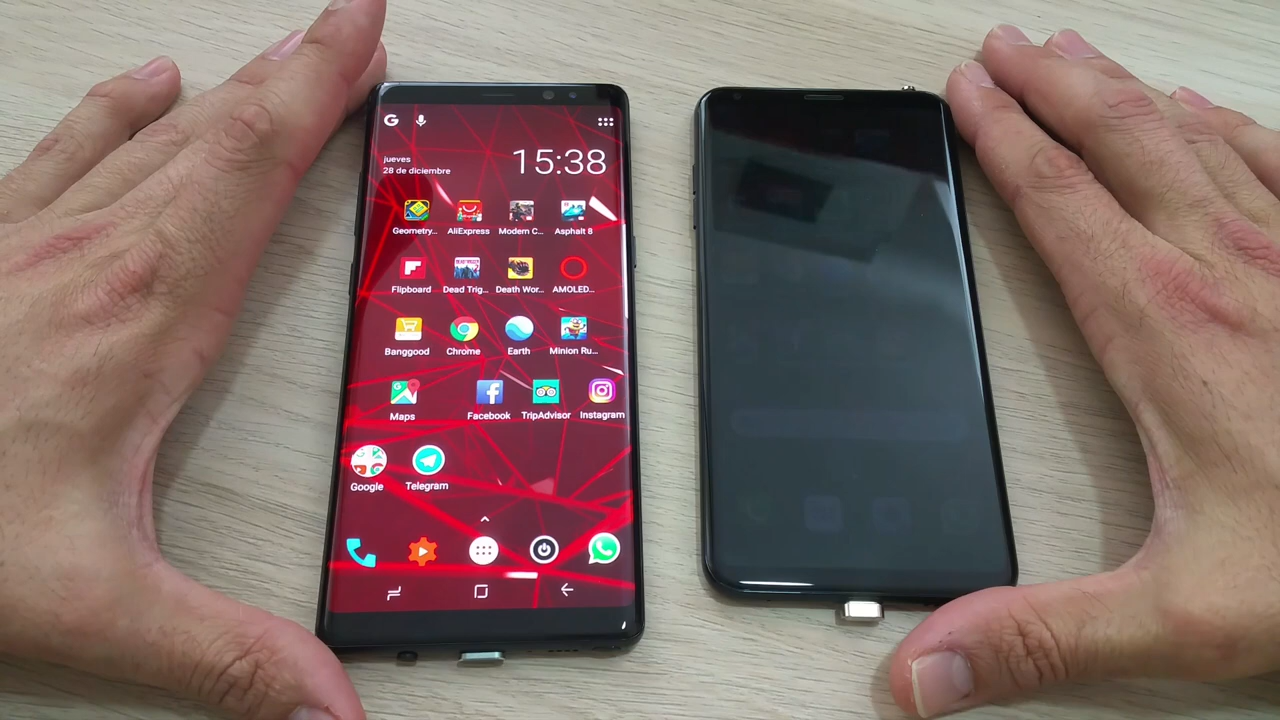 G
jueves
28 de diciembre
15:38
Geometry... AliExpress Modern C... Asphalt 8
Flipboard Dead Trig... Death Wor... AMOLED...
Banggood Chrome Earth Minion Ru...
Maps Facebook TripAdvisor Instagram
Google Telegram